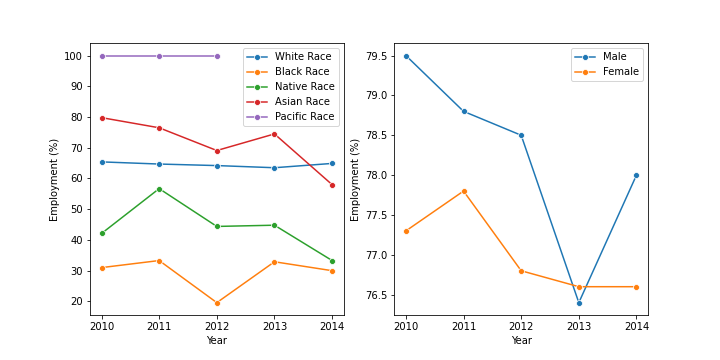 100
90
80
70
60
50
40
30
20
Employment (%)
2010 2011 2012 2013 2014
Year
White Race
Black Race
Native Race
Asian Race
Pacific Race
79.5
79.0
78.5
78.0
77.5
77.0
76.5
Employment (%)
2010 2011 2012 2013 2014
Year
Male
Female